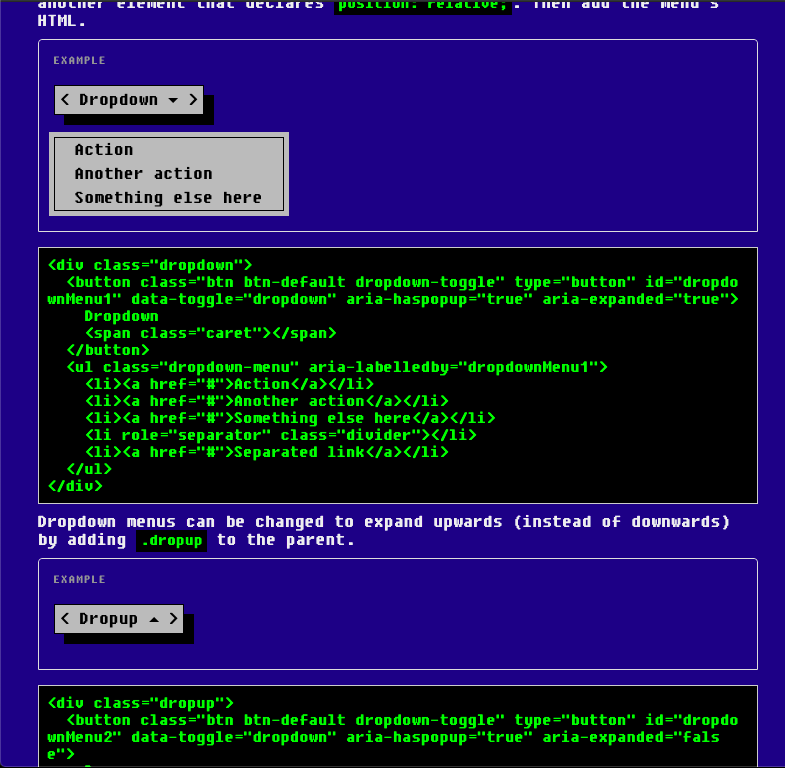 another element that declares position: relative; . Then add the menu's
HTML.
EXAMPLE
< Dropdown ▾ >
Action
Another action
Something else here
<div class="dropdown">
  <button class="btn btn-default dropdown-toggle" type="button" id="dropdo
wnMenu1" data-toggle="dropdown" aria-haspopup="true" aria-expanded="true">
    Dropdown
    <span class="caret"></span>
  </button>
  <ul class="dropdown-menu" aria-labelledby="dropdownMenu1">
    <li><a href="#">Action</a></li>
    <li><a href="#">Another action</a></li>
    <li><a href="#">Something else here</a></li>
    <li role="separator" class="divider"></li>
    <li><a href="#">Separated link</a></li>
  </ul>
</div>
Dropdown menus can be changed to expand upwards (instead of downwards)
by adding .dropup to the parent.
EXAMPLE
< Dropup ▴ >
<div class="dropup">
  <button class="btn btn-default dropdown-toggle" type="button" id="dropdo
wnMenu2" data-toggle="dropdown" aria-haspopup="true" aria-expanded="fals
e">